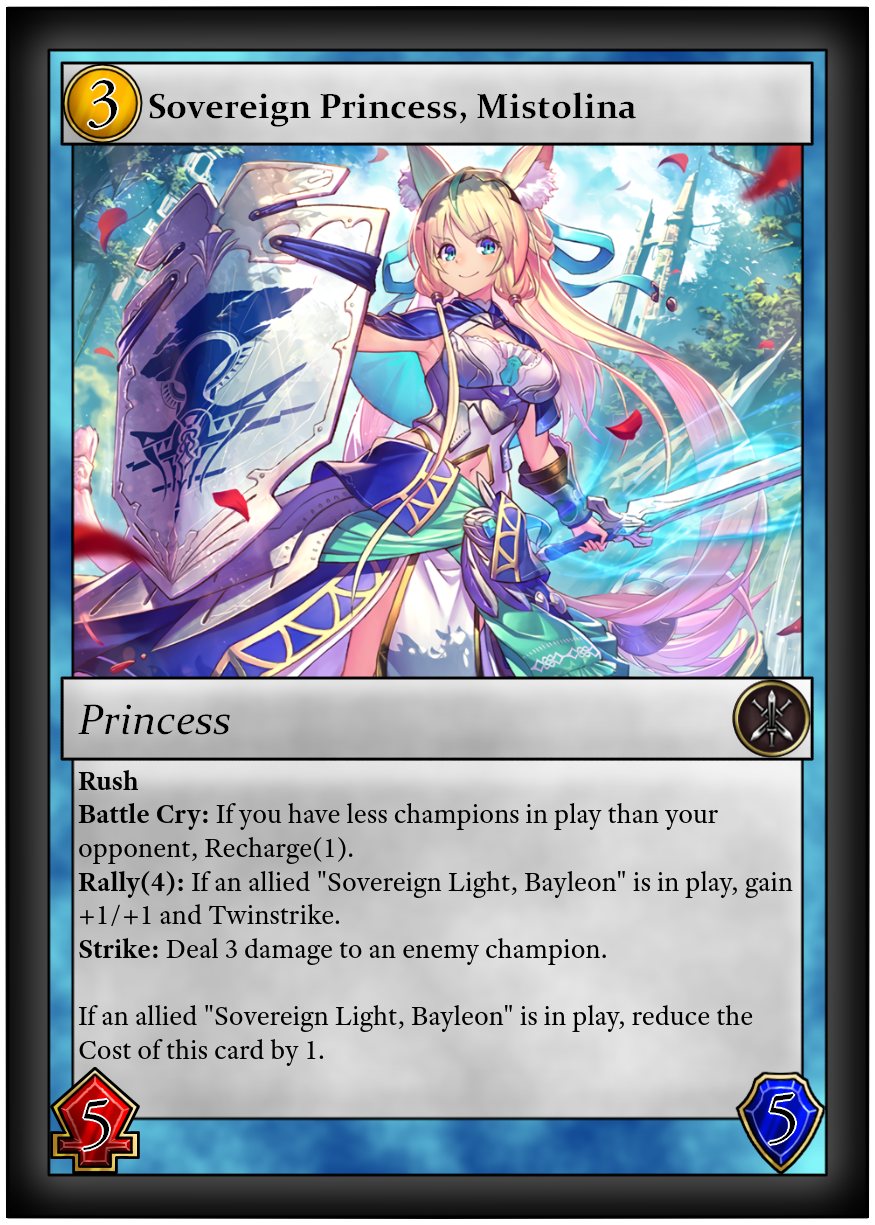 3
Sovereign Princess, Mistolina
Princess
Rush
Battle Cry: If you have less champions in play than your
opponent, Recharge(1).
Rally(4): If an allied "Sovereign Light, Bayleon" is in play, gain
+1/+1 and Twinstrike.
Strike: Deal 3 damage to an enemy champion.
If an allied "Sovereign Light, Bayleon" is in play, reduce the
Cost of this card by 1.
5
5